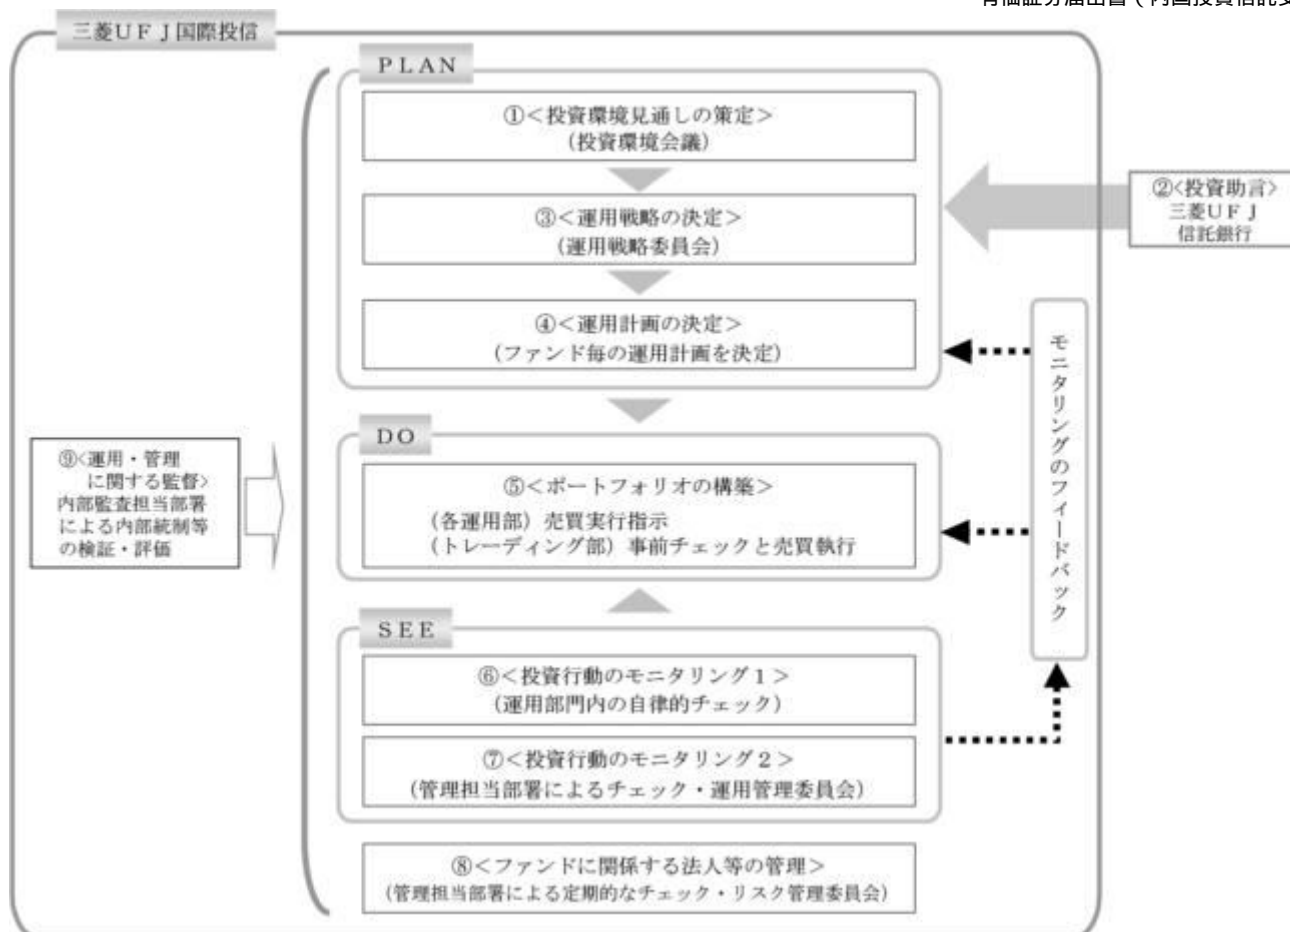 三菱ＵＦＪ国際投信
ＰＬＡＮ
①＜投資環境見通しの策定＞
（投資環境会議）
②＜投資助言＞
三菱ＵＦＪ
信託銀行
③＜運用戦略の決定＞
（運用戦略委員会）
④＜運用計画の決定＞
（ファンド毎の運用計画を決定）
モニタリングのフィードバック
ＤＯ
⑤＜ポートフォリオの構築＞
（各運用部）売買実行指示
（トレーディング部）事前チェックと売買執行
⑨＜運用・管理
に関する監督＞
内部監査担当部署
による内部統制等
の検証・評価
ＳＥＥ
⑥＜投資行動のモニタリング１＞
（運用部門内の自律的チェック）
⑦＜投資行動のモニタリング２＞
（管理担当部署によるチェック・運用管理委員会）
⑧＜ファンドに関係する法人等の管理＞
（管理担当部署による定期的なチェック・リスク管理委員会）